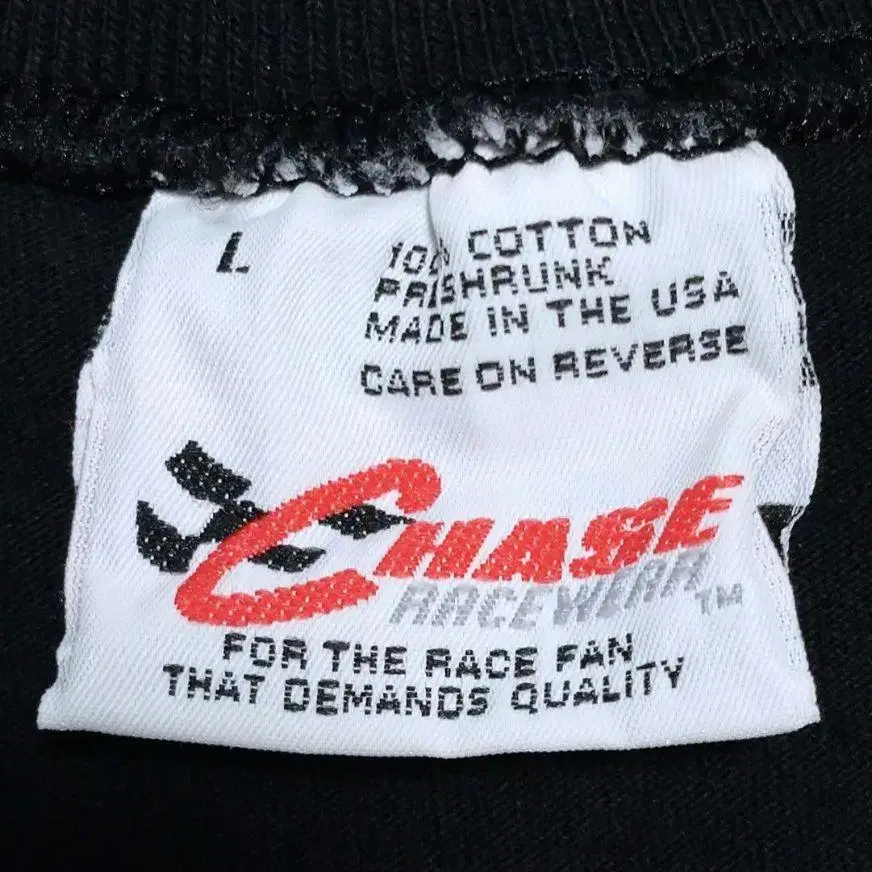 L
100% COTTON
PRESHRUNK
MADE IN THE USA
CARE ON REVERSE
CHASE
RACEWEAR TM
FOR THE RACE FAN
THAT DEMANDS QUALITY